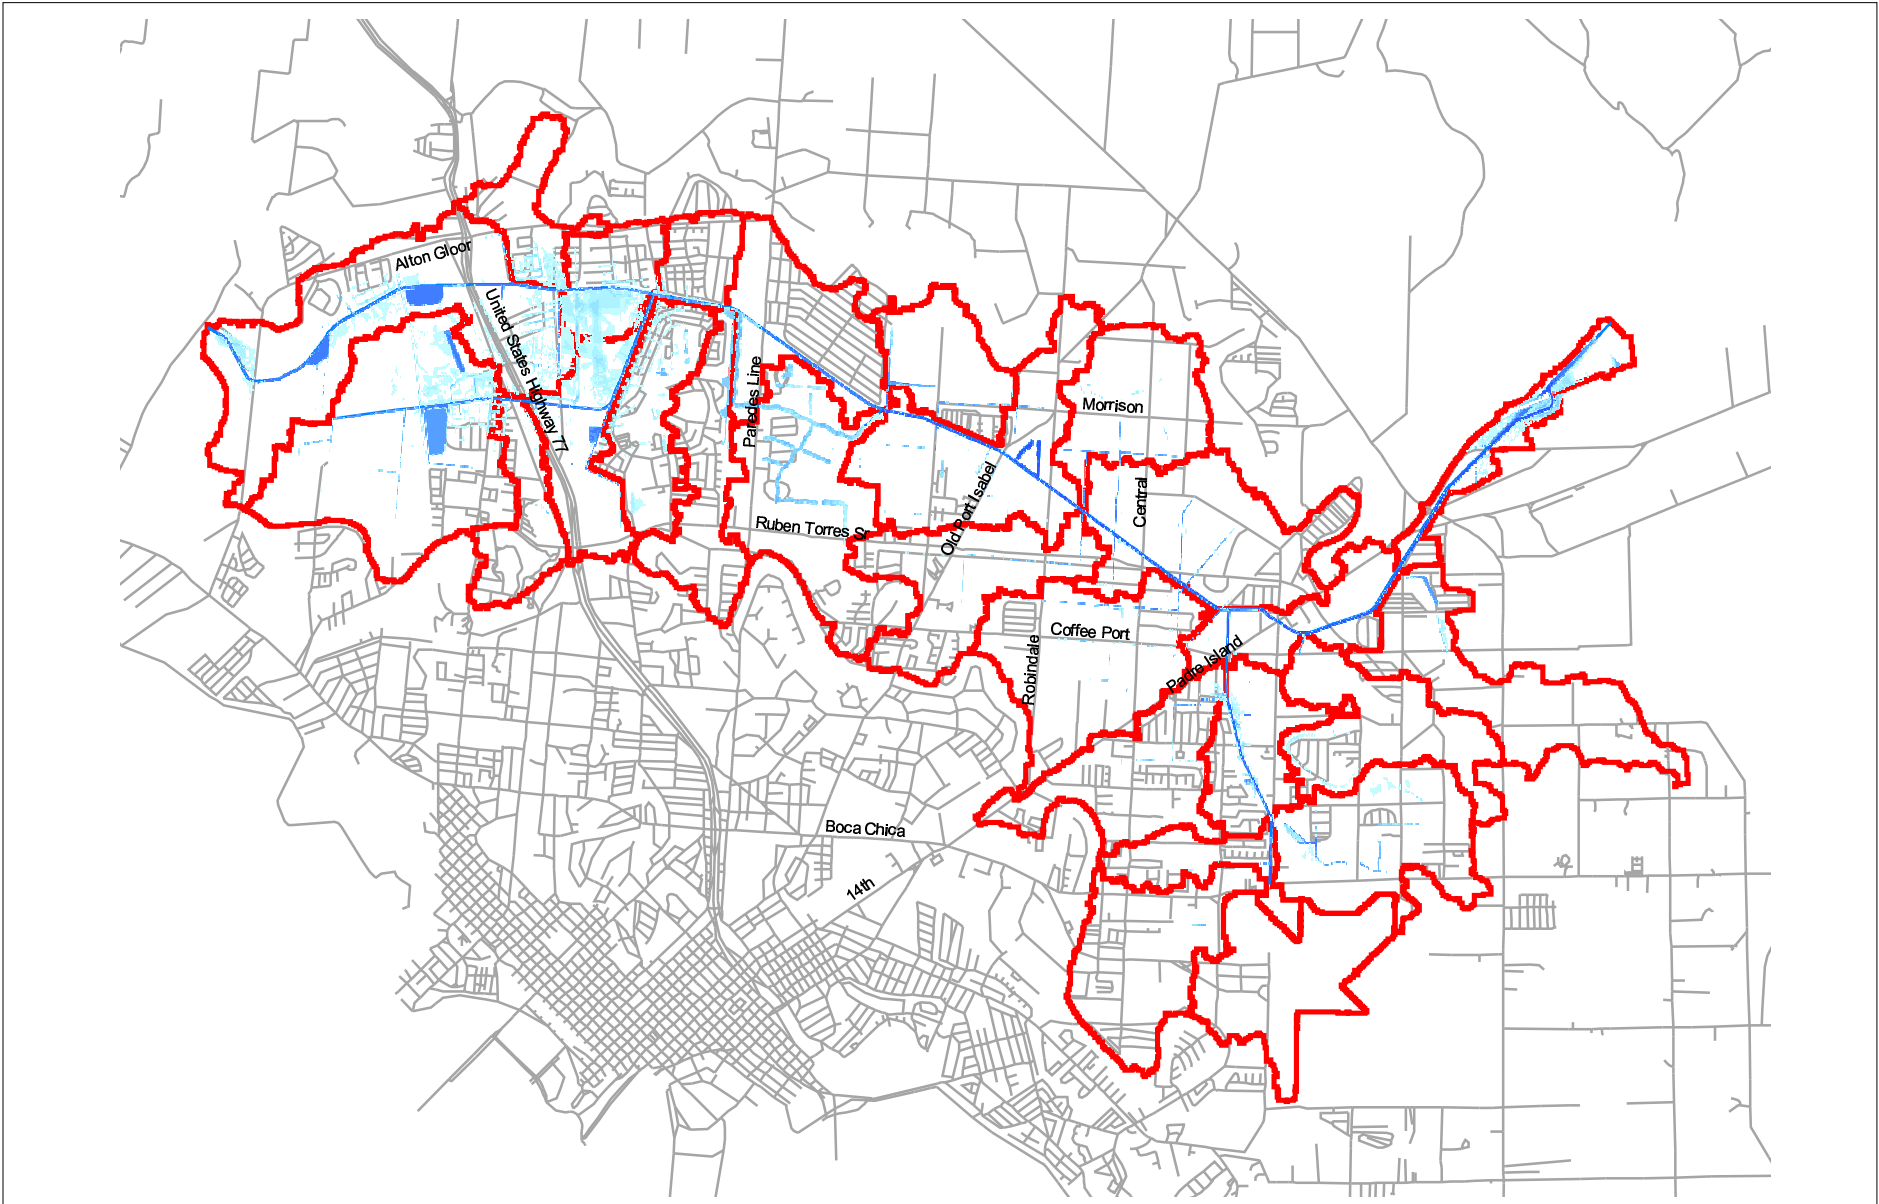 Alton Gloor
United States Highway 77
Paredes Line
Morrison
Central
Old Port Isabel
Ruben Torres S
Coffee Port
Robindale
Padre Island
Boca Chica
14th